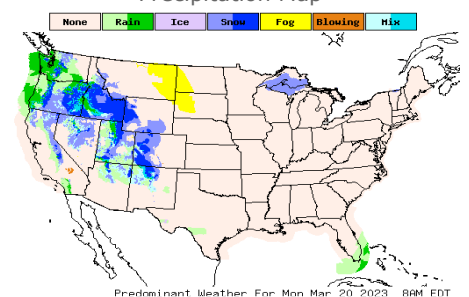 Precipitation Map
None Rain Ice Snow Fog Blowing Mix
Predominant Weather For Mon Mar 20 2023 8AM EDT